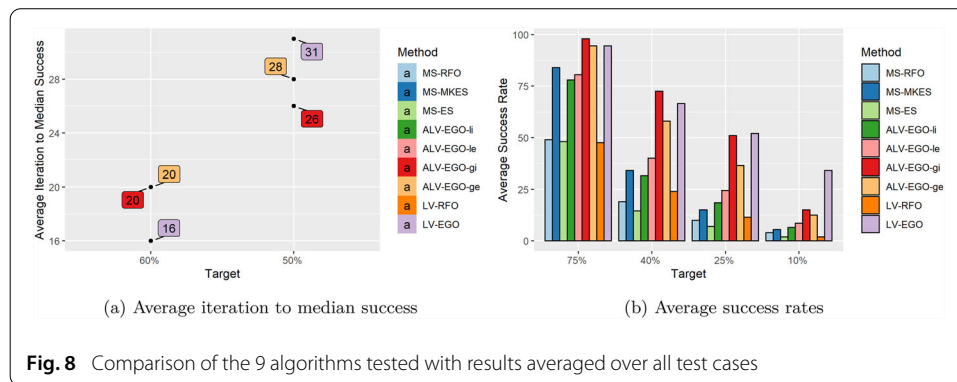 Average Iteration to Median Success
28
24
20
16
31
28
26
20
20
16
60%
50%
Target
Method
a MS-RFO
a MS-MKES
a MS-ES
a ALV-EGO-li
a ALV-EGO-le
a ALV-EGO-gi
a ALV-EGO-ge
a LV-RFO
a LV-EGO
(a) Average iteration to median success
Average Success Rate
100
75
50
25
0
75%
40%
25%
10%
Target
Method
MS-RFO
MS-MKES
MS-ES
ALV-EGO-li
ALV-EGO-le
ALV-EGO-gi
ALV-EGO-ge
LV-RFO
LV-EGO
(b) Average success rates
Fig. 8 Comparison of the 9 algorithms tested with results averaged over all test cases